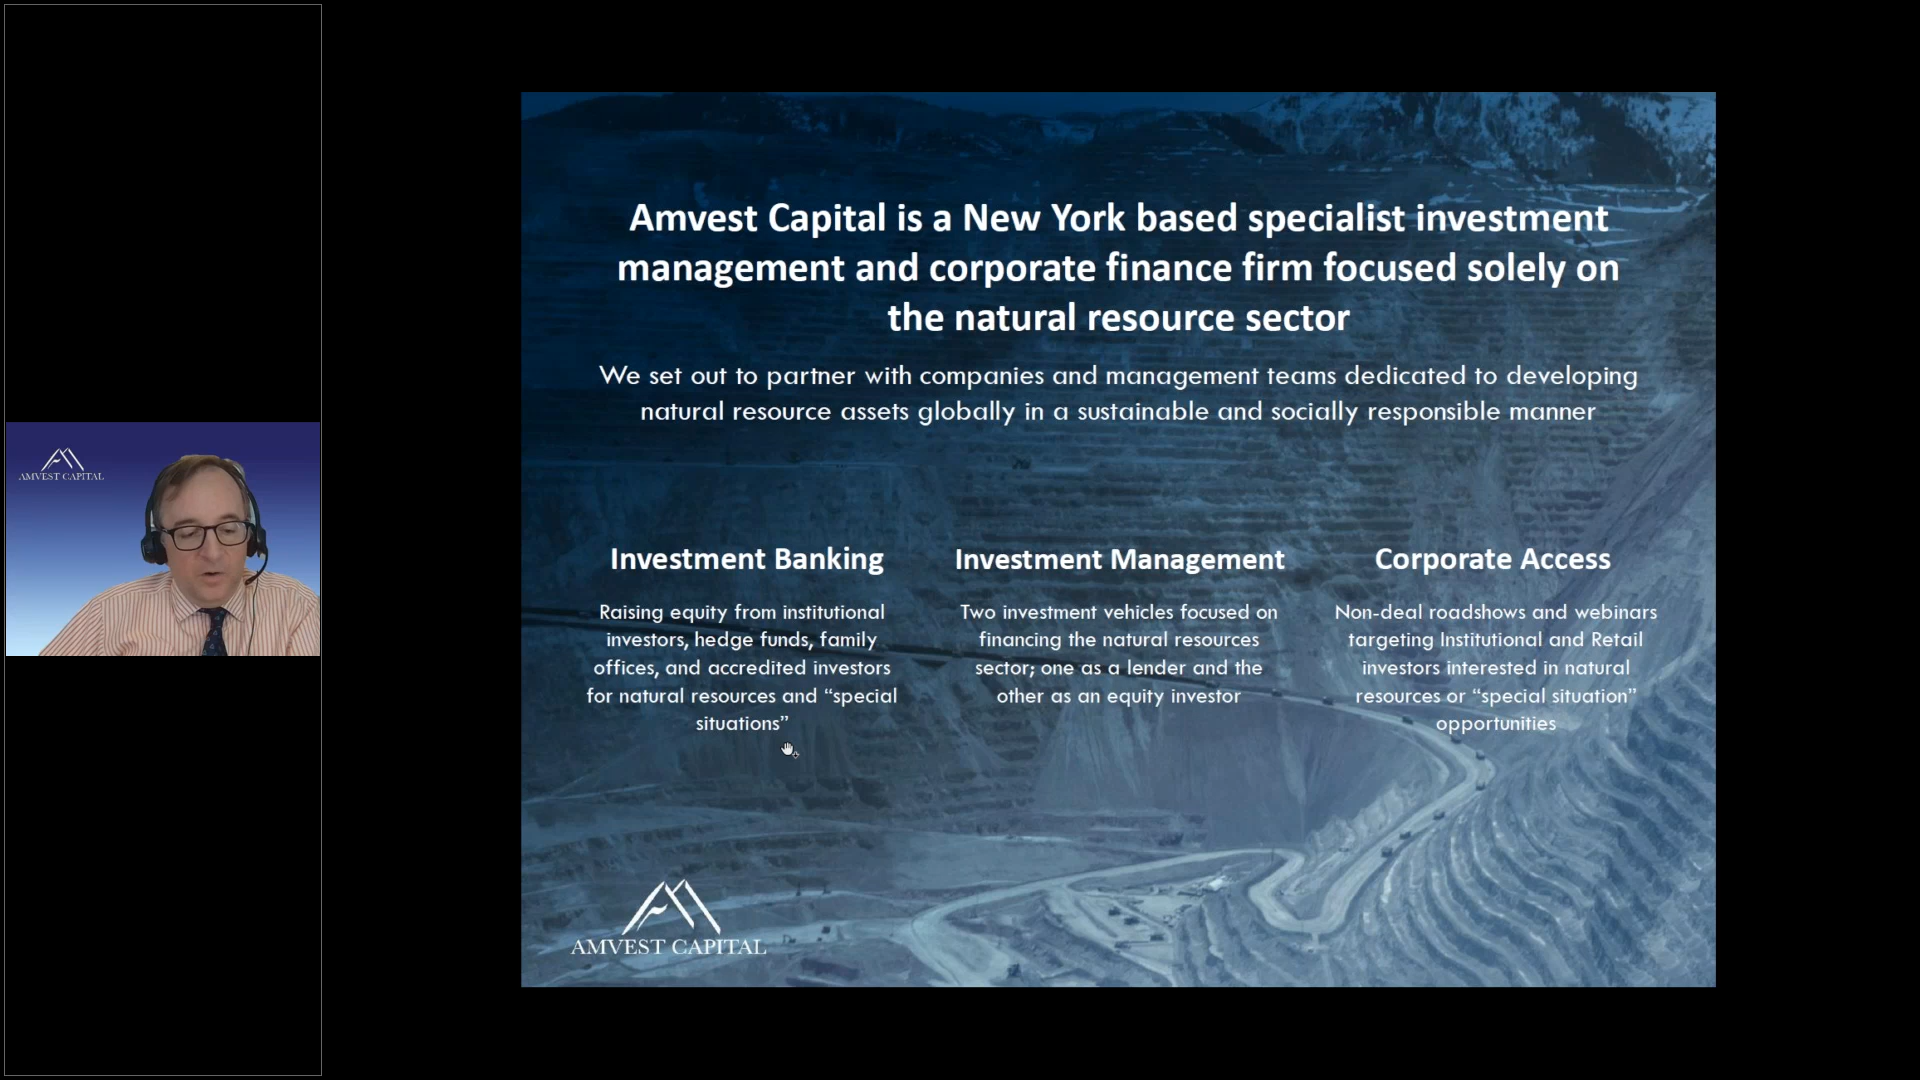 AMVEST CAPITAL
Amvest Capital is a New York based specialist investment
management and corporate finance firm focused solely on
the natural resource sector
We set out to partner with companies and management teams dedicated to developing
natural resource assets globally in a sustainable and socially responsible manner
Investment Banking
Raising equity from institutional
investors, hedge funds, family
offices, and accredited investors
for natural resources and “special
situations”
Investment Management
Two investment vehicles focused on
financing the natural resources
sector; one as a lender and the
other as an equity investor
Corporate Access
Non-deal roadshows and webinars
targeting Institutional and Retail
investors interested in natural
resources or “special situation”
opportunities
AMVEST CAPITAL